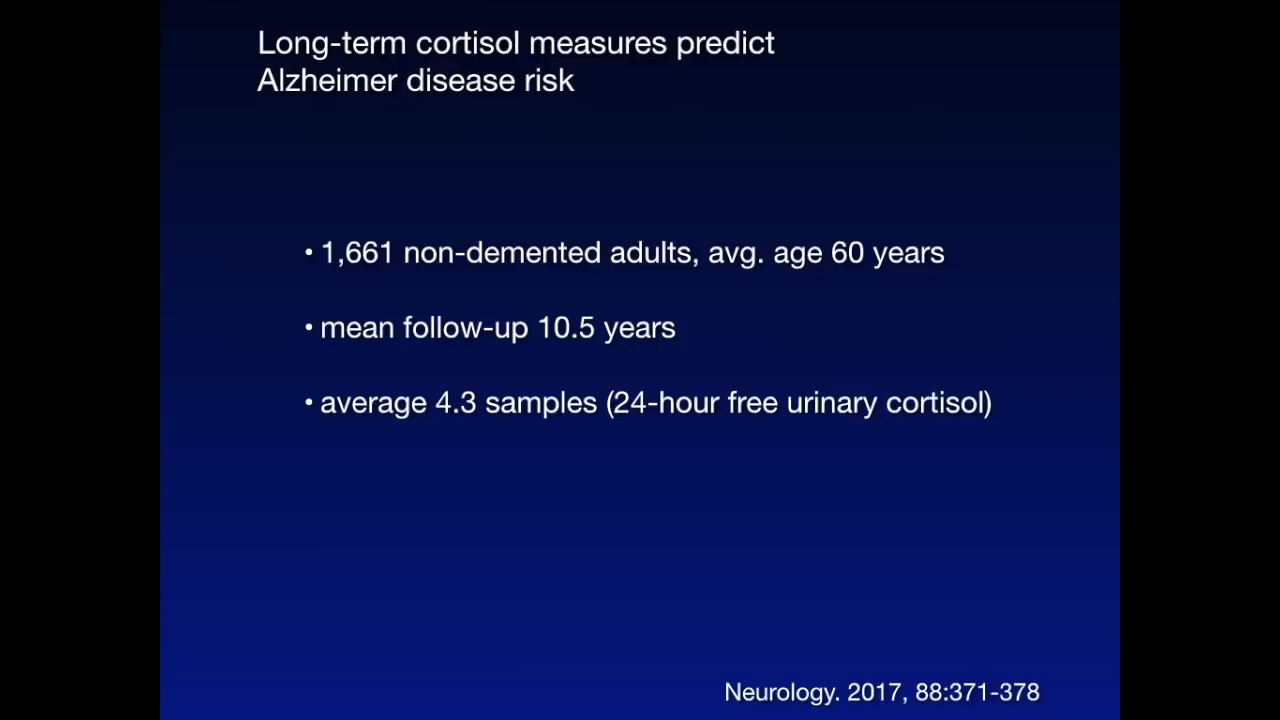 Long-term cortisol measures predict
Alzheimer disease risk
• 1,661 non-demented adults, avg. age 60 years
• mean follow-up 10.5 years
• average 4.3 samples (24-hour free urinary cortisol)
Neurology. 2017, 88:371-378